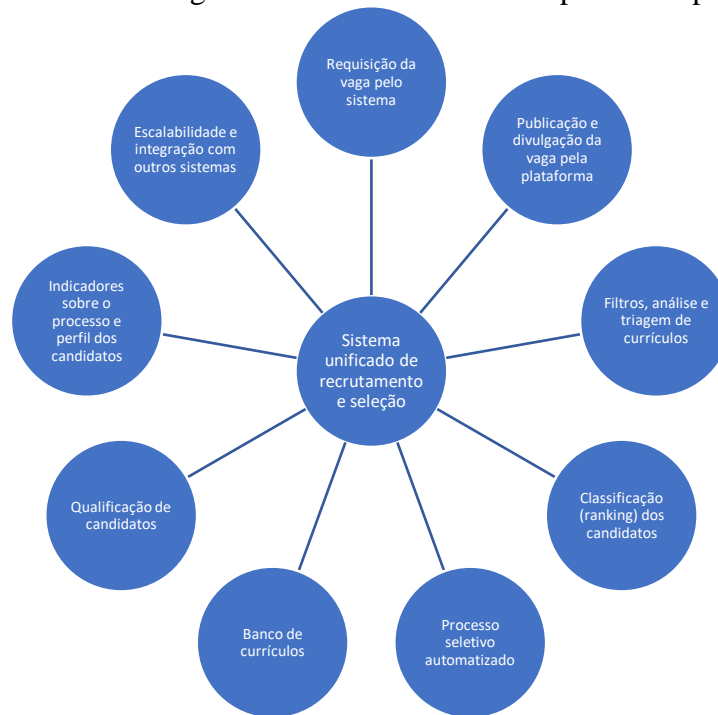 Requisição da
vaga pelo
sistema
Publicação e
divulgação da
vaga pela
plataforma
Filtros, análise e
triagem de
currículos
Classificação
(ranking) dos
candidatos
Processo
seletivo
automatizado
Banco de
currículos
Qualificação de
candidatos
Indicadores
sobre o
processo e
perfil dos
candidatos
Escalabilidade e
integração com
outros sistemas
Sistema
unificado de
recrutamento
e seleção